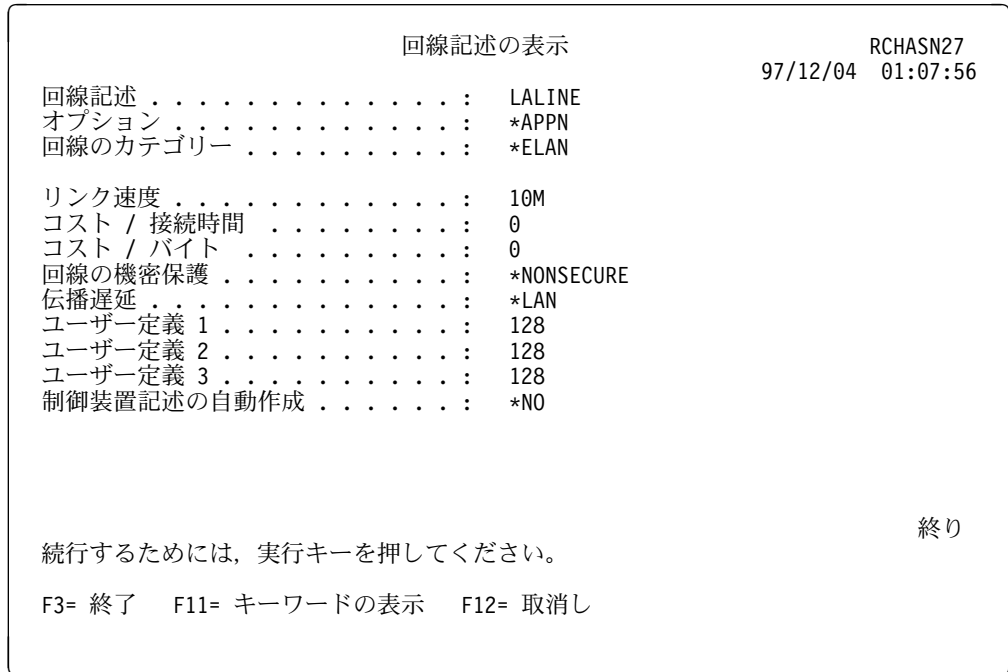 回線記述の表示 RCHASN27
97/12/04 01:07:56
回線記述 . . . . . . . . . . . . . . : LALINE
オプション . . . . . . . . . . . . . : *APPN
回線のカテゴリー . . . . . . . . . . : *ELAN
リンク速度 . . . . . . . . . . . . . : 10M
コスト / 接続時間 . . . . . . . . . : 0
コスト / バイト . . . . . . . . . . : 0
回線の機密保護 . . . . . . . . . . . : *NONSECURE
伝播遅延 . . . . . . . . . . . . . . : *LAN
ユーザー定義 1 . . . . . . . . . . . : 128
ユーザー定義 2 . . . . . . . . . . . : 128
ユーザー定義 3 . . . . . . . . . . . : 128
制御装置記述の自動作成 . . . . . . . : *NO
終り
続行するためには, 実行キーを押してください。
F3= 終了 F11= キーワードの表示 F12= 取消し